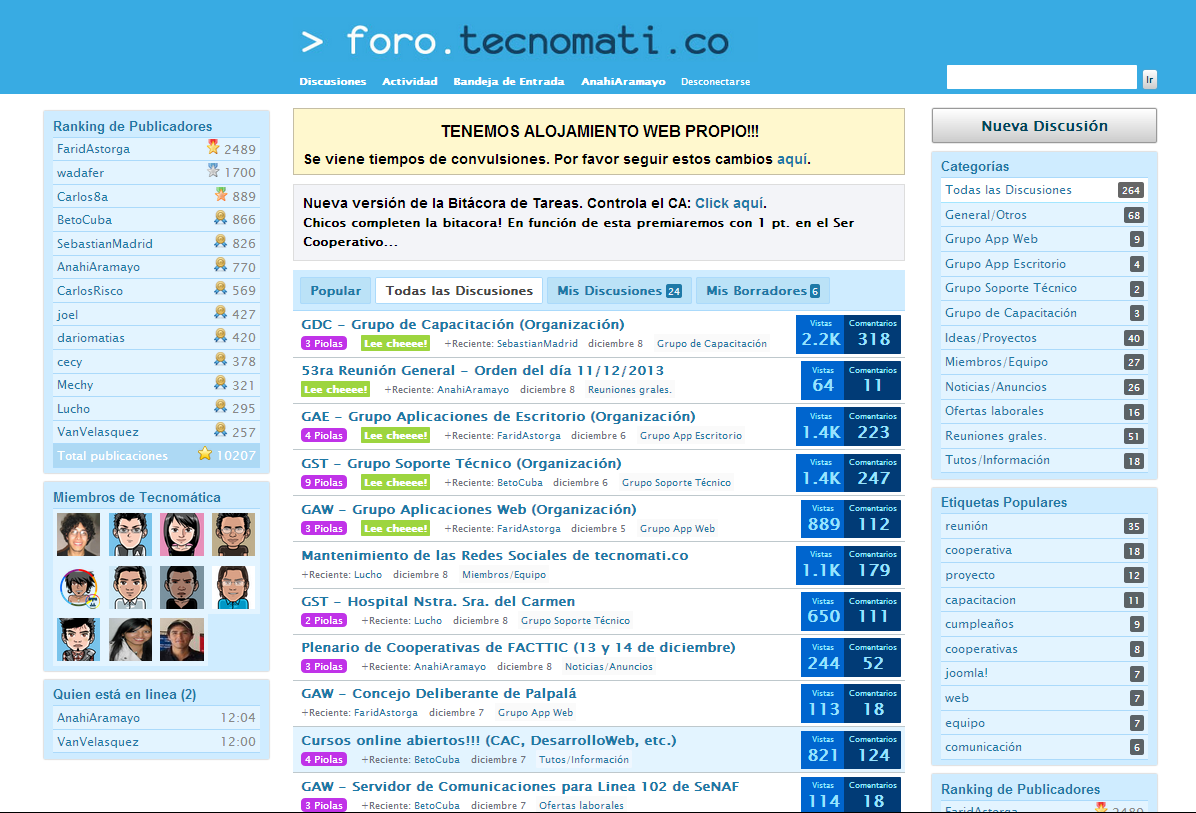 > foro.tecnomati.co
Discusiones Actividad Bandeja de Entrada AnahiAramayo Desconectarse
Ir
Ranking de Publicadores
FaridAstorga 2489
wadafer 1700
Carlos8a 889
BetoCuba 866
SebastianMadrid 826
AnahiAramayo 770
CarlosRisco 569
joel 427
dariomatias 420
cecy 378
Mechy 321
Lucho 295
VanVelasquez 257
Total publicaciones 10207
Miembros de Tecnomática
Quien está en linea (2)
AnahiAramayo 12:04
VanVelasquez 12:00
TENEMOS ALOJAMIENTO WEB PROPIO!!!
Se viene tiempos de convulsiones. Por favor seguir estos cambios aquí.
Nueva versión de la Bitácora de Tareas. Controla el CA: Click aquí.
Chicos completen la bitacora! En función de esta premiaremos con 1 pt. en el Ser
Cooperativo...
Popular Todas las Discusiones Mis Discusiones 24 Mis Borradores 6
GDC - Grupo de Capacitación (Organización)
3 Piolas Lee cheeee! +Reciente: SebastianMadrid diciembre 8 Grupo de Capacitación
Vistas Comentarios
2.2K 318
53ra Reunión General - Orden del día 11/12/2013
Lee cheeee! +Reciente: AnahiAramayo diciembre 8 Reuniones grales.
Vistas Comentarios
64 11
GAE - Grupo Aplicaciones de Escritorio (Organización)
4 Piolas Lee cheeee! +Reciente: FaridAstorga diciembre 6 Grupo App Escritorio
Vistas Comentarios
1.4K 223
GST - Grupo Soporte Técnico (Organización)
9 Piolas Lee cheeee! +Reciente: BetoCuba diciembre 6 Grupo Soporte Técnico
Vistas Comentarios
1.4K 247
GAW - Grupo Aplicaciones Web (Organización)
3 Piolas Lee cheeee! +Reciente: FaridAstorga diciembre 5 Grupo App Web
Vistas Comentarios
889 112
Mantenimiento de las Redes Sociales de tecnomati.co
+Reciente: Lucho diciembre 8 Miembros/Equipo
Vistas Comentarios
1.1K 179
GST - Hospital Nstra. Sra. del Carmen
2 Piolas +Reciente: Lucho diciembre 8 Grupo Soporte Técnico
Vistas Comentarios
650 111
Plenario de Cooperativas de FACTTIC (13 y 14 de diciembre)
3 Piolas +Reciente: AnahiAramayo diciembre 8 Noticias/Anuncios
Vistas Comentarios
244 52
GAW - Concejo Deliberante de Palpalá
+Reciente: FaridAstorga diciembre 7 Grupo App Web
Vistas Comentarios
113 18
Cursos online abiertos!!! (CAC, DesarrolloWeb, etc.)
4 Piolas +Reciente: BetoCuba diciembre 7 Tutos/Información
Vistas Comentarios
821 124
GAW - Servidor de Comunicaciones para Linea 102 de SeNAF
3 Piolas +Reciente: BetoCuba diciembre 7 Ofertas laborales
Vistas Comentarios
114 18
Nueva Discusión
Categorías
Todas las Discusiones 264
General/Otros 68
Grupo App Web 9
Grupo App Escritorio 4
Grupo Soporte Técnico 2
Grupo de Capacitación 3
Ideas/Proyectos 40
Miembros/Equipo 27
Noticias/Anuncios 26
Ofertas laborales 16
Reuniones grales. 51
Tutos/Información 18
Etiquetas Populares
reunión 35
cooperativa 18
proyecto 12
capacitacion 11
cumpleaños 9
cooperativas 8
joomla! 7
web 7
equipo 7
comunicación 6
Ranking de Publicadores
FaridAstorga 2489